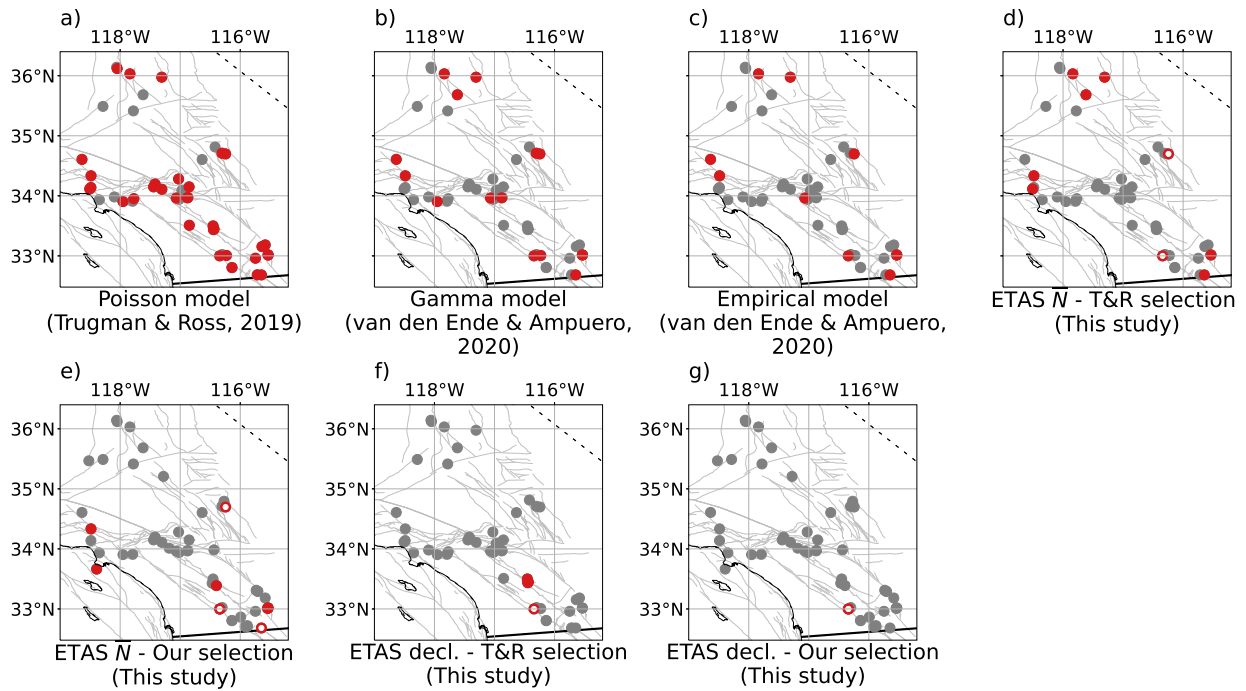 a)
b)
c)
d)
118°W 116°W
118°W 116°W
118°W 116°W
118°W 116°W
36°N
35°N
34°N
33°N
Poisson model
(Trugman & Ross, 2019)
Gamma model
(van den Ende & Ampuero,
2020)
Empirical model
(van den Ende & Ampuero,
2020)
ETAS N̅ - T&R selection
(This study)
e)
f)
g)
118°W 116°W
118°W 116°W
118°W 116°W
36°N
35°N
34°N
33°N
36°N
35°N
34°N
33°N
36°N
35°N
34°N
33°N
ETAS N̅ - Our selection
(This study)
ETAS decl. - T&R selection
(This study)
ETAS decl. - Our selection
(This study)